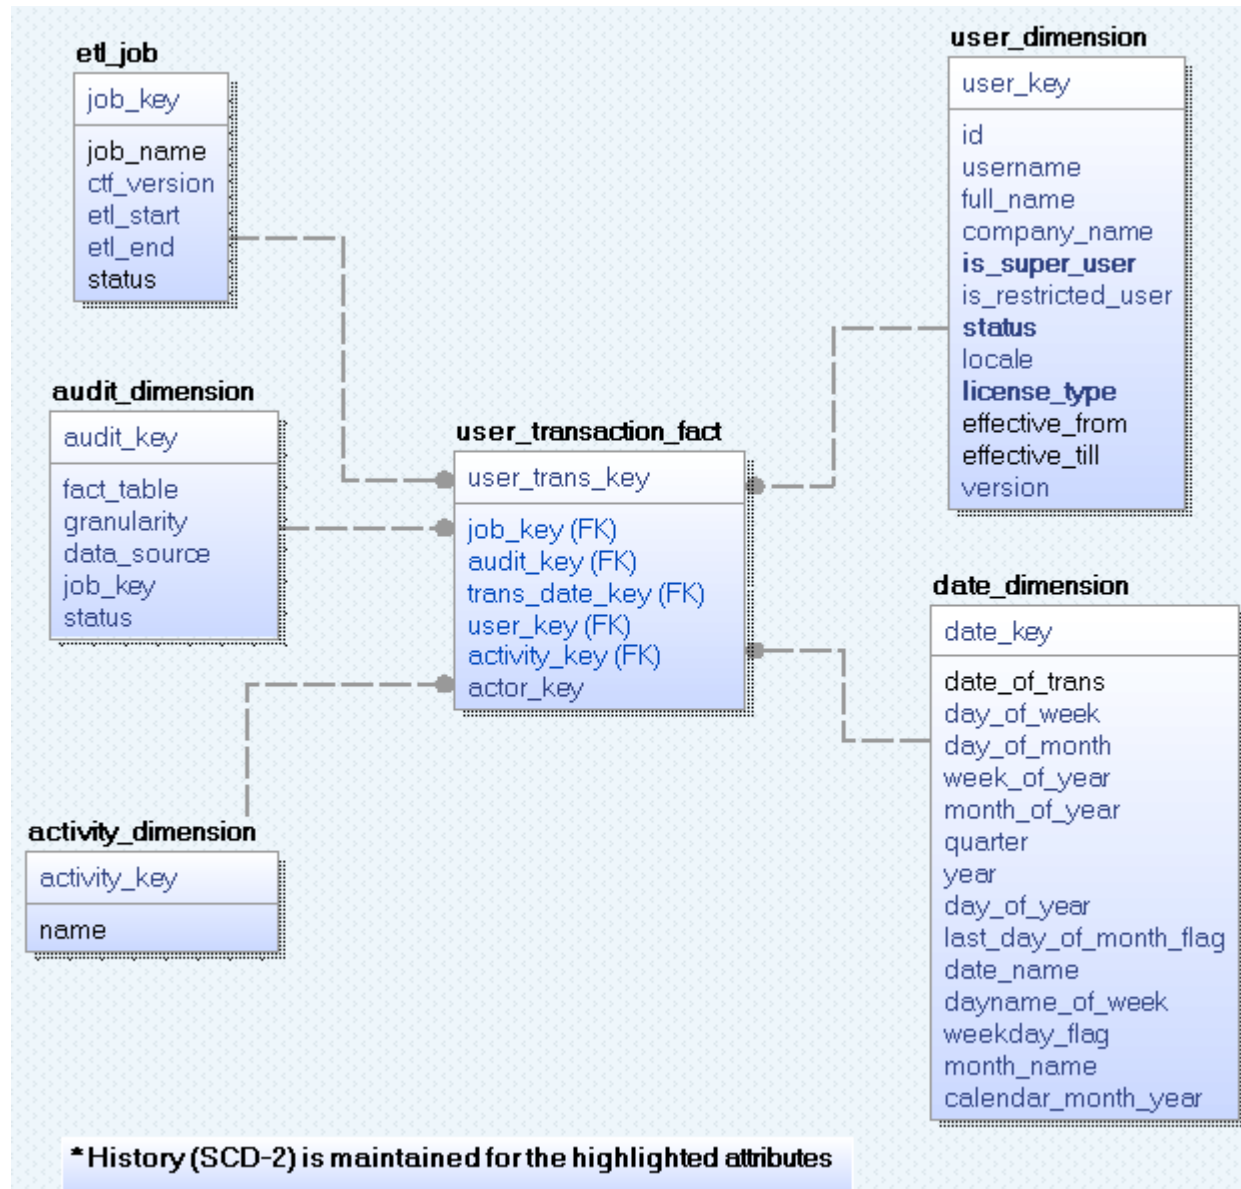 etl_job
job_key
job_name
ctf_version
etl_start
etl_end
status
user_dimension
user_key
id
username
full_name
company_name
is_super_user
is_restricted_user
status
locale
license_type
effective_from
effective_till
version
audit_dimension
audit_key
fact_table
granularity
data_source
job_key
status
user_transaction_fact
user_trans_key
job_key (FK)
audit_key (FK)
trans_date_key (FK)
user_key (FK)
activity_key (FK)
actor_key
date_dimension
date_key
date_of_trans
day_of_week
day_of_month
week_of_year
month_of_year
quarter
year
day_of_year
last_day_of_month_flag
date_name
dayname_of_week
weekday_flag
month_name
calendar_month_year
activity_dimension
activity_key
name
* History (SCD-2) is maintained for the highlighted attributes